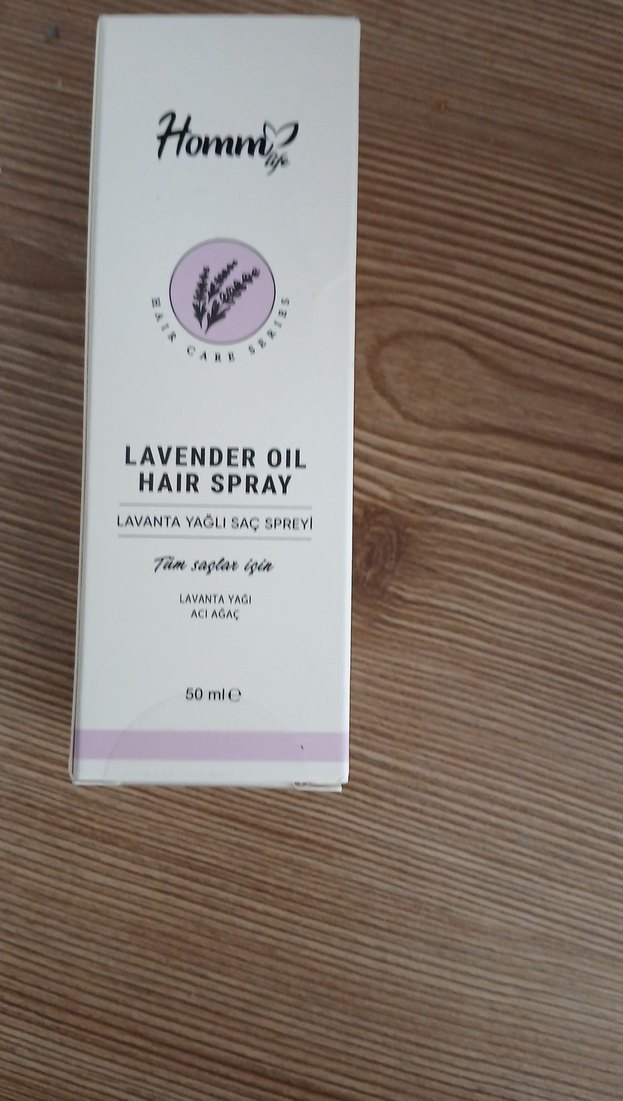 Homm
life
HAIR CARE SERIES
LAVENDER OIL
HAIR SPRAY
LAVANTA YAĞLI SAÇ SPREYİ
Tüm saçlar için
LAVANTA YAĞI
ACI AĞAÇ
50 ml ℮